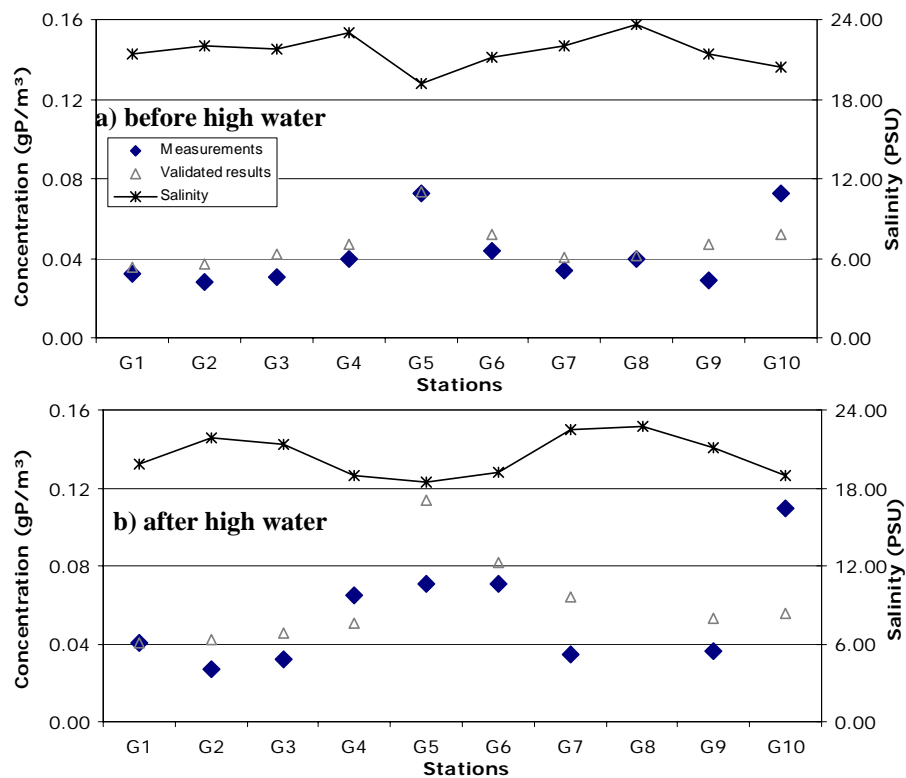 0.16
0.12
0.08
0.04
0.00
Concentration (gP/m³)
24.00
18.00
12.00
6.00
0.00
Salinity (PSU)
a) before high water
Measurements
Validated results
Salinity
G1 G2 G3 G4 G5 G6 G7 G8 G9 G10
Stations
0.16
0.12
0.08
0.04
0.00
Concentration (gP/m³)
24.00
18.00
12.00
6.00
0.00
Salinity (PSU)
b) after high water
G1 G2 G3 G4 G5 G6 G7 G8 G9 G10
Stations